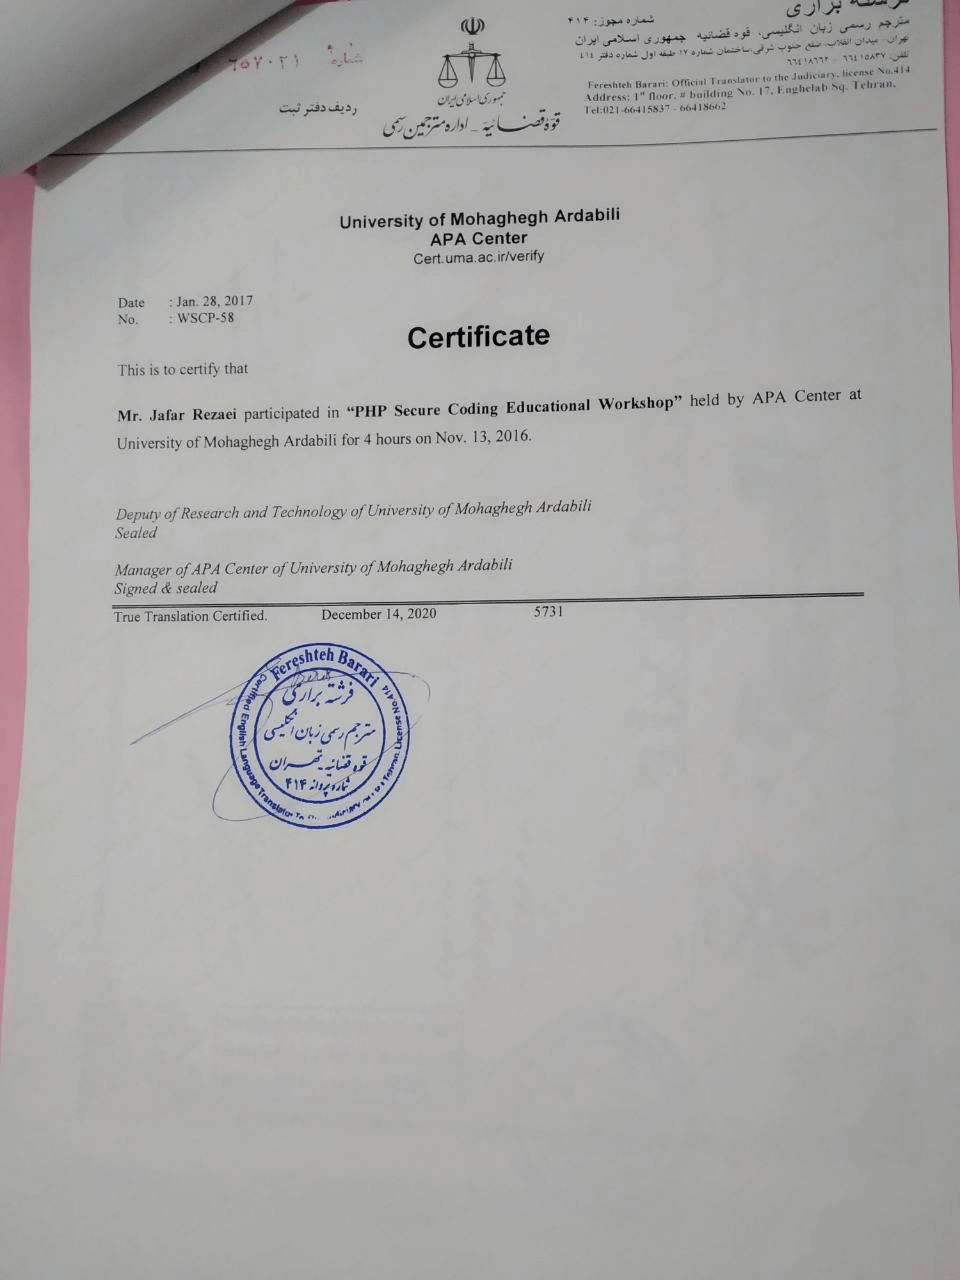 براری
شماره مجوز: ۴۱۴
مترجم رسمی زبان انگلیسی، قوه قضائیه جمهوری اسلامی ایران
تهران- میدان انقلاب، ضلع جنوب شرقی، ساختمان شماره ۱۷ طبقه اول شماره دفتر ۴۱۴
تلفن: ۶۶۴۱۵۸۳۷ - ۶۶۴۱۸۶۶۲
Fereshteh Barari: Official Translator to the Judiciary, license No.414
Address: 1st floor, # building No. 17, Enghelab Sq. Tehran,
Tel:021-66415837 - 66418662
جمهوری اسلامی ایران
قوّه قضائیّه - اداره مترجمین رسمی
شماره
۶۵۷۰۲۱
ردیف دفتر ثبت
University of Mohaghegh Ardabili
APA Center
Cert.uma.ac.ir/verify
Date : Jan. 28, 2017
No. : WSCP-58
Certificate
This is to certify that
Mr. Jafar Rezaei participated in “PHP Secure Coding Educational Workshop” held by APA Center at
University of Mohaghegh Ardabili for 4 hours on Nov. 13, 2016.
Deputy of Research and Technology of University of Mohaghegh Ardabili
Sealed
Manager of APA Center of University of Mohaghegh Ardabili
Signed & sealed
True Translation Certified. December 14, 2020 5731
Fereshteh Barari
Certified English Language Translator To Tehran. License No.414
فرشته براری
مترجم رسمی زبان انگلیسی
قوه قضائیه - تهران
شماره پروانه ۴۱۴